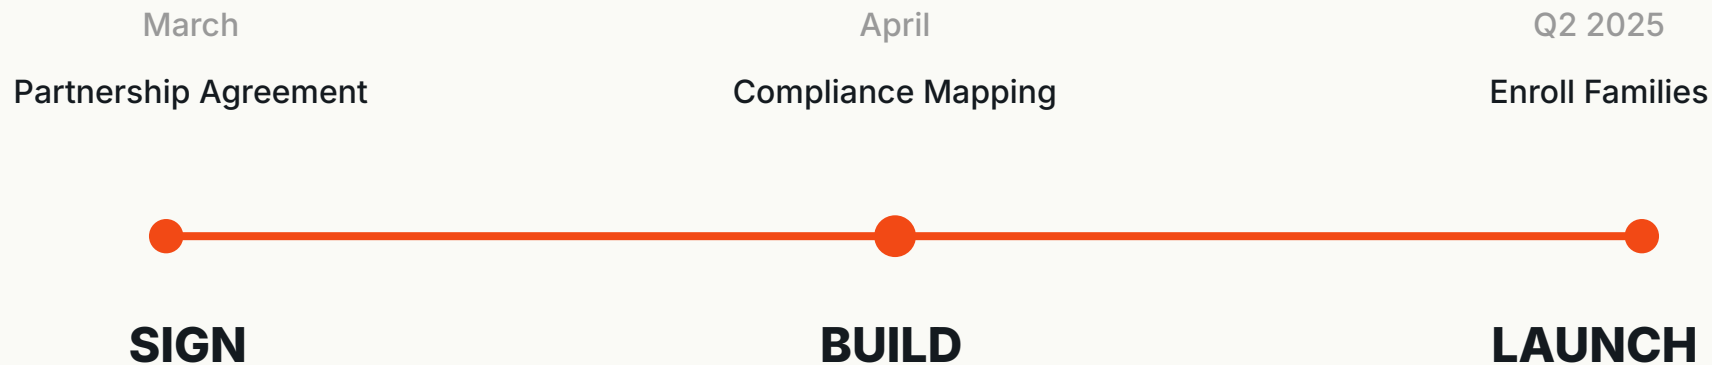 March
Partnership Agreement
SIGN
April
Compliance Mapping
BUILD
Q2 2025
Enroll Families
LAUNCH